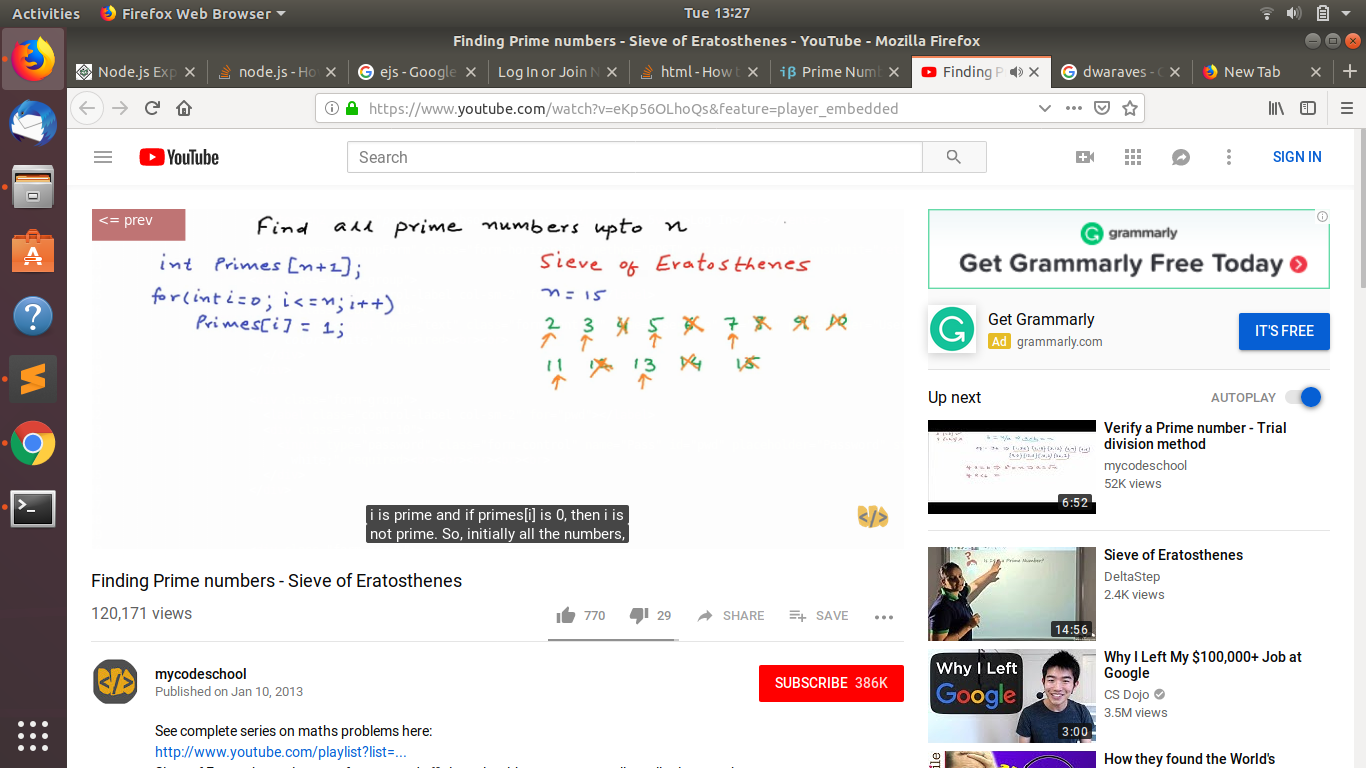 Activities
Firefox Web Browser
Tue 13:27
Finding Prime numbers - Sieve of Eratosthenes - YouTube - Mozilla Firefox
Node.js Exp
node.js - Ho
ejs - Google
Log In or Join N
html - How t
iβ Prime Numb
Finding P
dwaraves - G
New Tab
https://www.youtube.com/watch?v=eKp56OLhoQs&feature=player_embedded
YouTube
Search
SIGN IN
<= prev
Find all prime numbers upto n
int Primes[n+1];
for(int i=0; i<=n; i++)
Primes[i] = 1;
Sieve of Eratosthenes
n = 15
2 3 4 5 6 7 8 9 10
11 12 13 14 15
i is prime and if primes[i] is 0, then i is
not prime. So, initially all the numbers,
Finding Prime numbers - Sieve of Eratosthenes
120,171 views
770
29
SHARE
SAVE
mycodeschool
Published on Jan 10, 2013
SUBSCRIBE 386K
See complete series on maths problems here:
http://www.youtube.com/playlist?list=...
grammarly
Get Grammarly Free Today
Get Grammarly
Ad grammarly.com
IT'S FREE
Up next
AUTOPLAY
6:52
Verify a Prime number - Trial
division method
mycodeschool
52K views
14:56
Sieve of Eratosthenes
DeltaStep
2.4K views
Why I Left
Google
3:00
Why I Left My $100,000+ Job at
Google
CS Dojo
3.5M views
How they found the World's